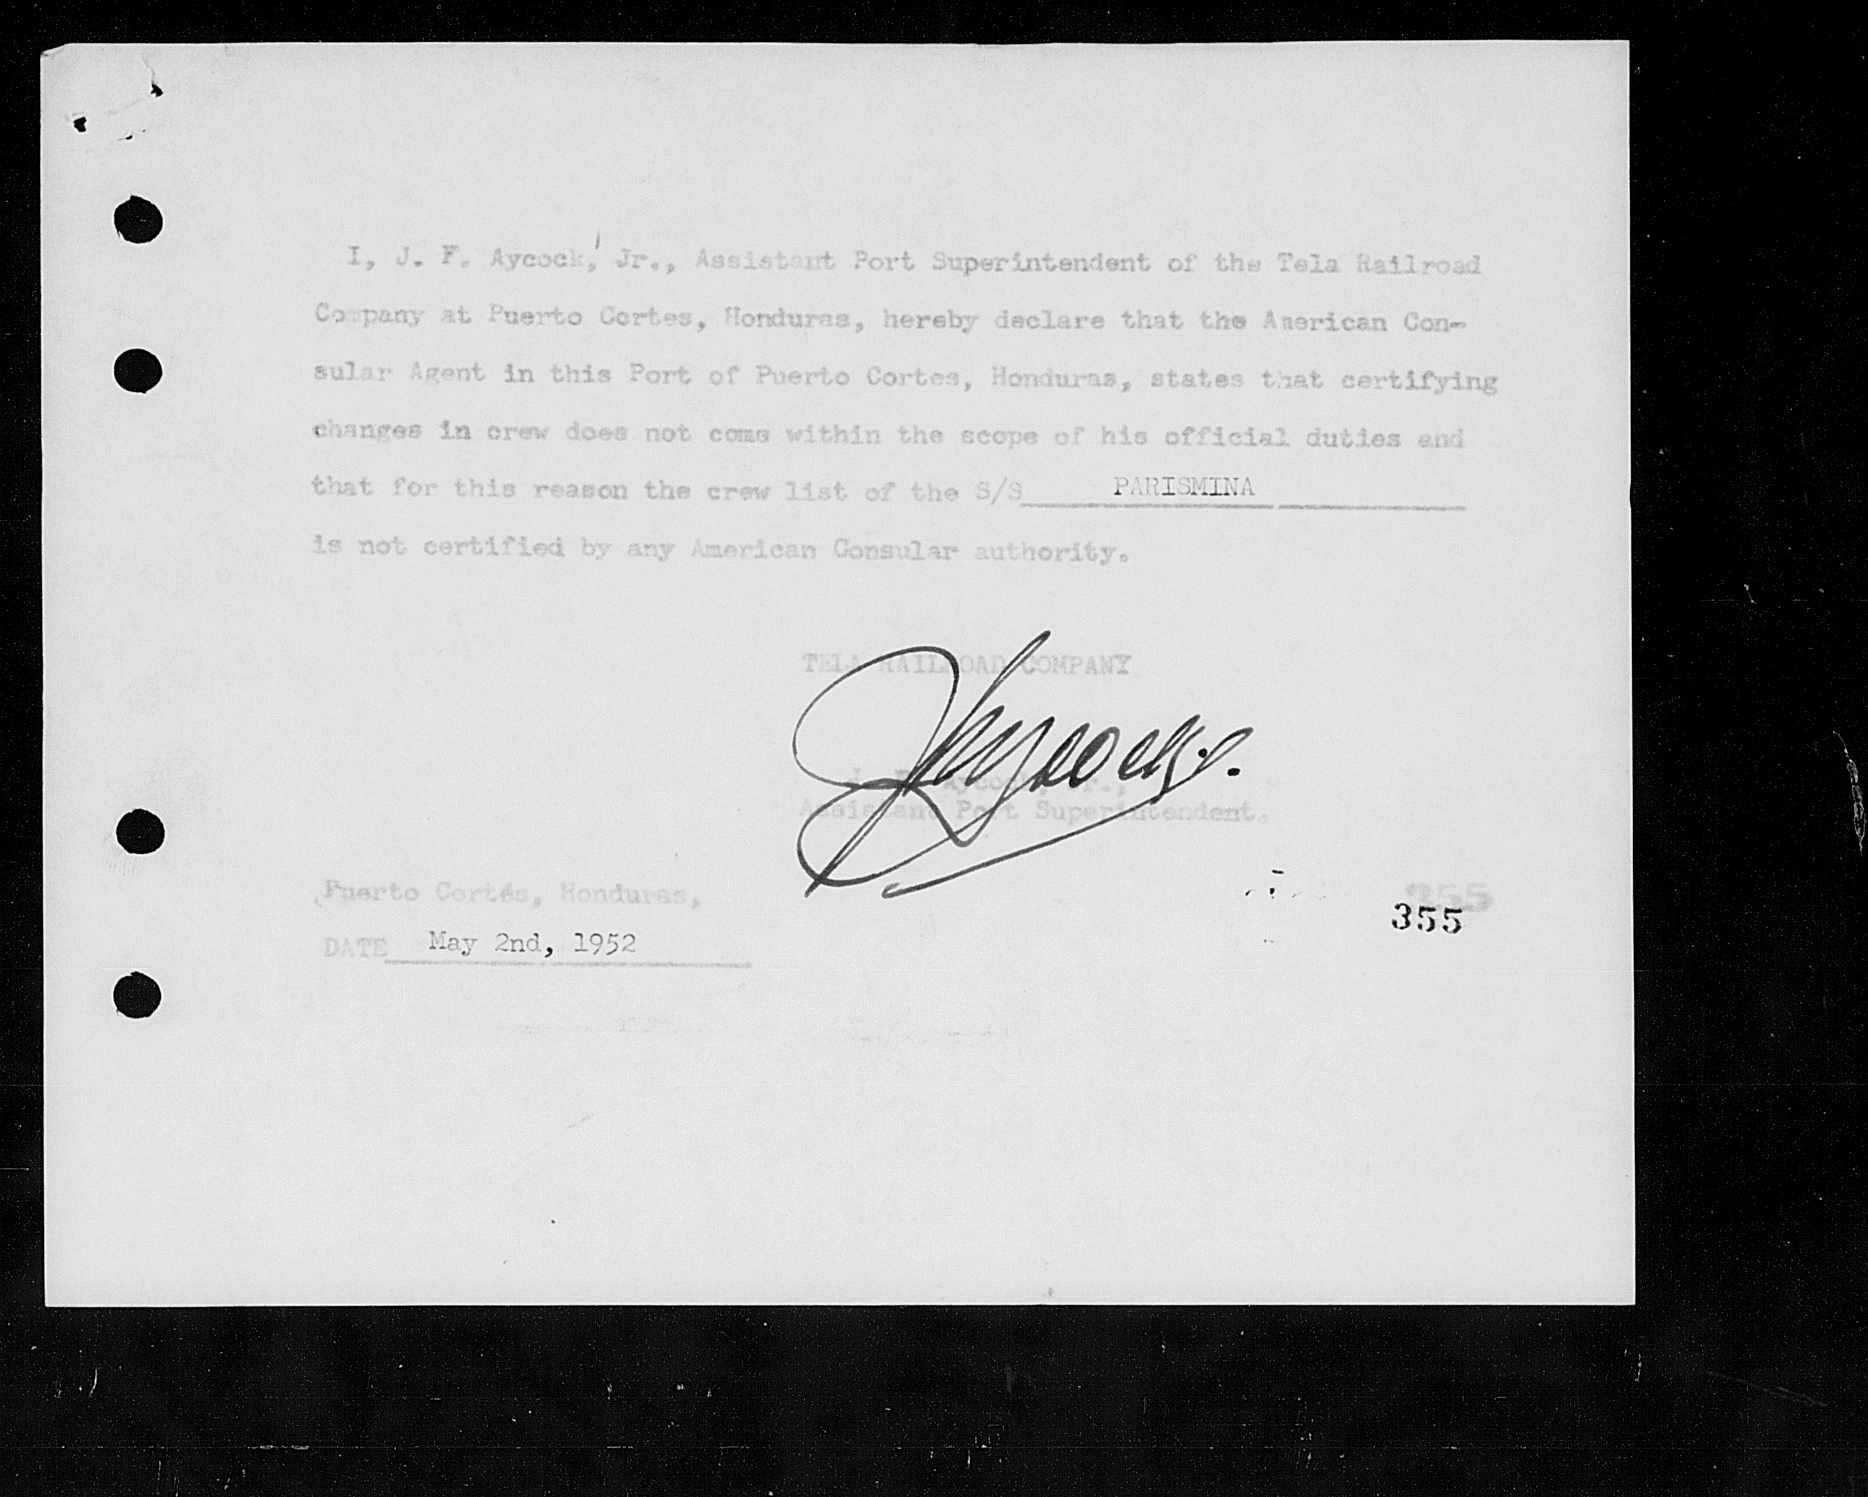 I, J. F. Aycock, Jr., Assistant Port Superintendent of the Tela Railroad
Company at Puerto Cortes, Honduras, hereby declare that the American Con-
sular Agent in this Port of Puerto Cortes, Honduras, states that certifying
changes in crew does not come within the scope of his official duties and
that for this reason the crew list of the S/S PARISMINA
is not certified by any American Consular authority.
TELA RAILROAD COMPANY
J. F. Aycock, Jr.,
Assistant Port Superintendent.
Puerto Cortés, Honduras,
355
355
DATE May 2nd, 1952